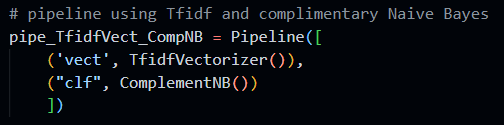 # pipeline using Tfidf and complimentary Naive Bayes
pipe_TfidfVect_CompNB = Pipeline([
    ('vect', TfidfVectorizer()),
    ("clf", ComplementNB())
    ])